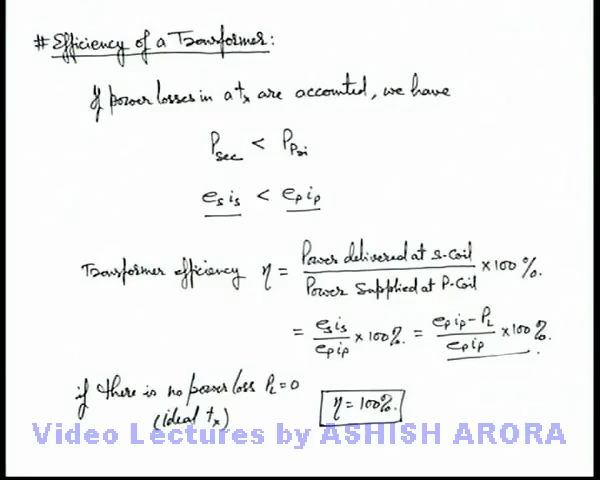 # Efficiency of a Transformer:
If power losses in a tx are accounted, we have
Psec < Ppri
es is < ep ip
Transformer efficiency η = Power delivered at S-Coil / Power Supplied at P-Coil × 100 %.
= es is / ep ip × 100%. = ep ip - PL / ep ip × 100%.
if there is no power loss PL = 0
(ideal tx) η = 100%.
Video Lectures by ASHISH ARORA